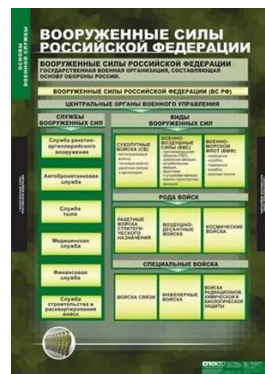 ОСНОВЫ
ВОЕННОЙ СЛУЖБЫ
ВООРУЖЕННЫЕ СИЛЫ
РОССИЙСКОЙ ФЕДЕРАЦИИ
ВООРУЖЕННЫЕ СИЛЫ РОССИЙСКОЙ ФЕДЕРАЦИИ -
ГОСУДАРСТВЕННАЯ ВОЕННАЯ ОРГАНИЗАЦИЯ, СОСТАВЛЯЮЩАЯ
ОСНОВУ ОБОРОНЫ РОССИИ.
ВООРУЖЕННЫЕ СИЛЫ РОССИЙСКОЙ ФЕДЕРАЦИИ (ВС РФ)
ЦЕНТРАЛЬНЫЕ ОРГАНЫ ВОЕННОГО УПРАВЛЕНИЯ
СЛУЖБЫ
ВООРУЖЕННЫХ СИЛ
Служба ракетно-
артиллерийского
вооружения
Автобронетанковая
служба
Служба
тыла
Медицинская
служба
Финансовая
служба
Служба
строительства и
расквартирования
войск
ВИДЫ
ВООРУЖЕННЫХ СИЛ
СУХОПУТНЫЕ
ВОЙСКА (СВ)
ВОЕННО-
ВОЗДУШНЫЕ
СИЛЫ (ВВС)
ВОЕННО-
МОРСКОЙ
ФЛОТ (ВМФ)
РОДА ВОЙСК
РАКЕТНЫЕ
ВОЙСКА
СТРАТЕГИ-
ЧЕСКОГО
НАЗНАЧЕНИЯ
ВОЗДУШНО-
ДЕСАНТНЫЕ
ВОЙСКА
КОСМИЧЕСКИЕ
ВОЙСКА
СПЕЦИАЛЬНЫЕ ВОЙСКА
ВОЙСКА СВЯЗИ
ИНЖЕНЕРНЫЕ
ВОЙСКА
ВОЙСКА
РАДИАЦИОННОЙ,
ХИМИЧЕСКОЙ И
БИОЛОГИЧЕСКОЙ
ЗАЩИТЫ
СПЕКТР